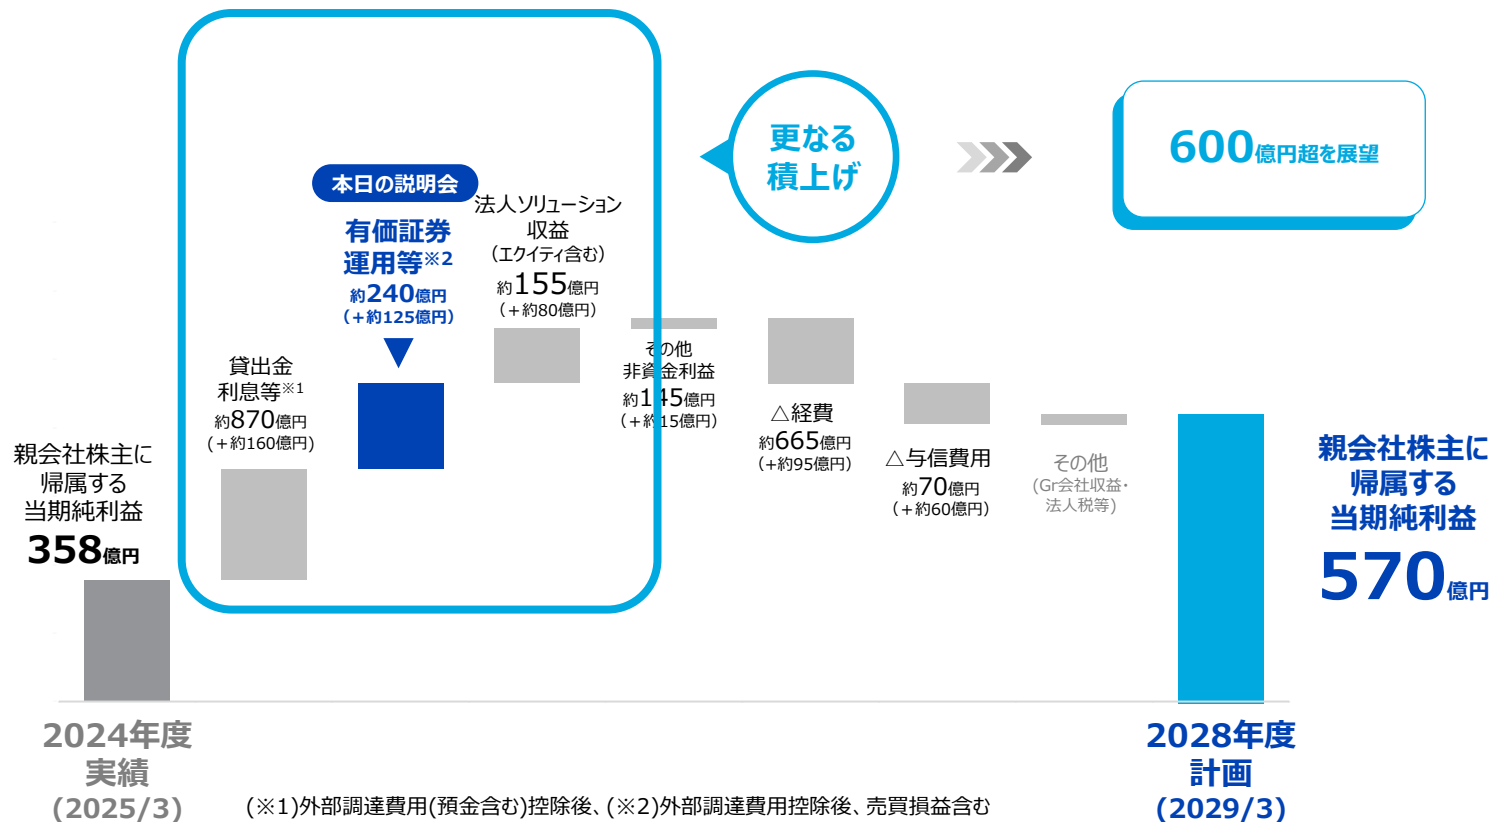 更なる
積上げ
600億円超を展望
本日の説明会
有価証券
運用等※2
約240億円
(+約125億円)
法人ソリューション
収益
(エクイティ含む)
約155億円
(+約80億円)
貸出金
利息等※1
約870億円
(+約160億円)
その他
非資金利益
約145億円
(+約15億円)
△経費
約665億円
(+約95億円)
△与信費用
約70億円
(+約60億円)
その他
(Gr会社収益・
法人税等)
親会社株主に
帰属する
当期純利益
358億円
親会社株主に
帰属する
当期純利益
570億円
2024年度
実績
(2025/3)
2028年度
計画
(2029/3)
(※1)外部調達費用(預金含む)控除後、(※2)外部調達費用控除後、売買損益含む